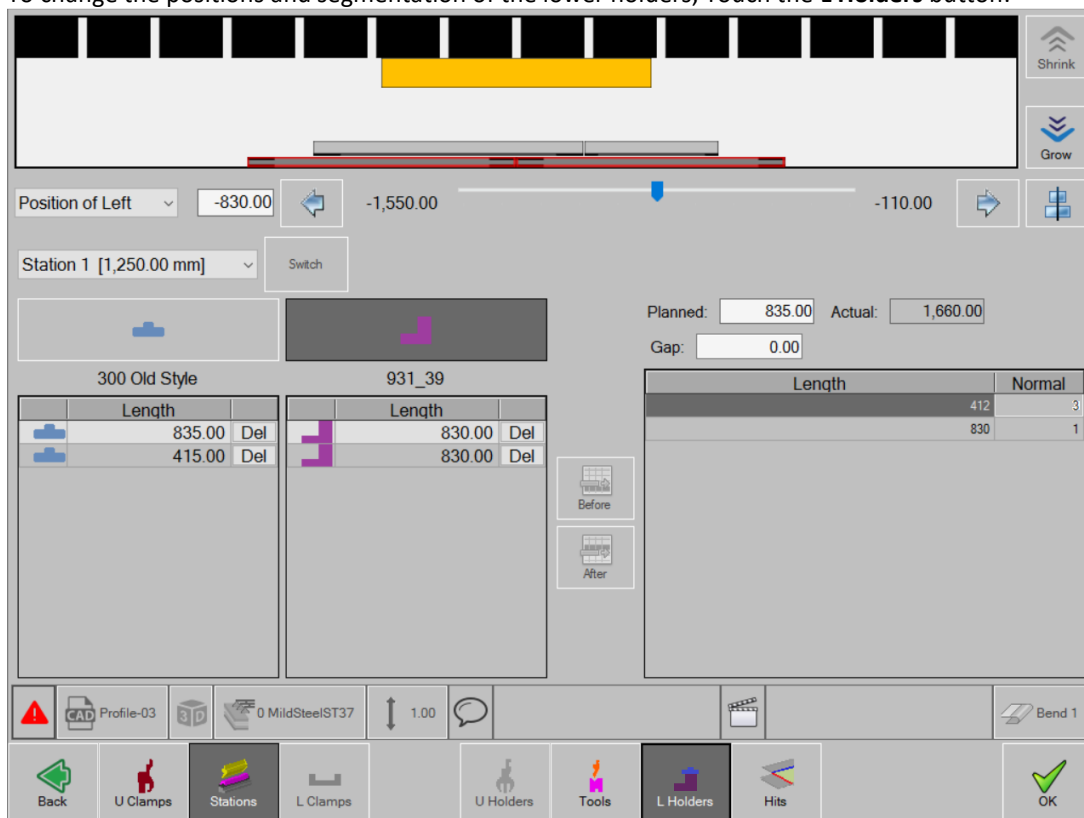 To change the positions and segmentation of the lower holders, Touch the L Holders button.
Shrink
Grow
Position of Left -830.00 -1,550.00 -110.00
Station 1 [1,250.00 mm] Switch
Planned: 835.00 Actual: 1,660.00
Gap: 0.00
300 Old Style 931_39
Length Normal
412 3
830 1
Length Length
835.00 Del 830.00 Del
415.00 Del 830.00 Del
Before
After
CAD Profile-03 3D 0 MildSteelST37 1.00 Bend 1
Back U Clamps Stations L Clamps U Holders Tools L Holders Hits OK